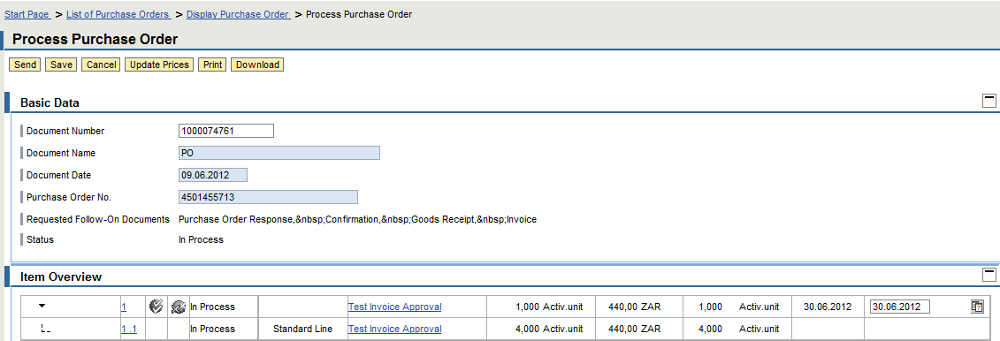 Start Page > List of Purchase Orders > Display Purchase Order > Process Purchase Order
Process Purchase Order
Send Save Cancel Update Prices Print Download
Basic Data
Document Number 1000074761
Document Name PO
Document Date 09.06.2012
Purchase Order No. 4501455713
Requested Follow-On Documents Purchase Order Response,&nbsp;Confirmation,&nbsp;Goods Receipt,&nbsp;Invoice
Status In Process
Item Overview
1 In Process Test Invoice Approval 1,000 Activ.unit 440,00 ZAR 1,000 Activ.unit 30.06.2012 30.06.2012
1 .1 In Process Standard Line Test Invoice Approval 4,000 Activ.unit 440,00 ZAR 4,000 Activ.unit